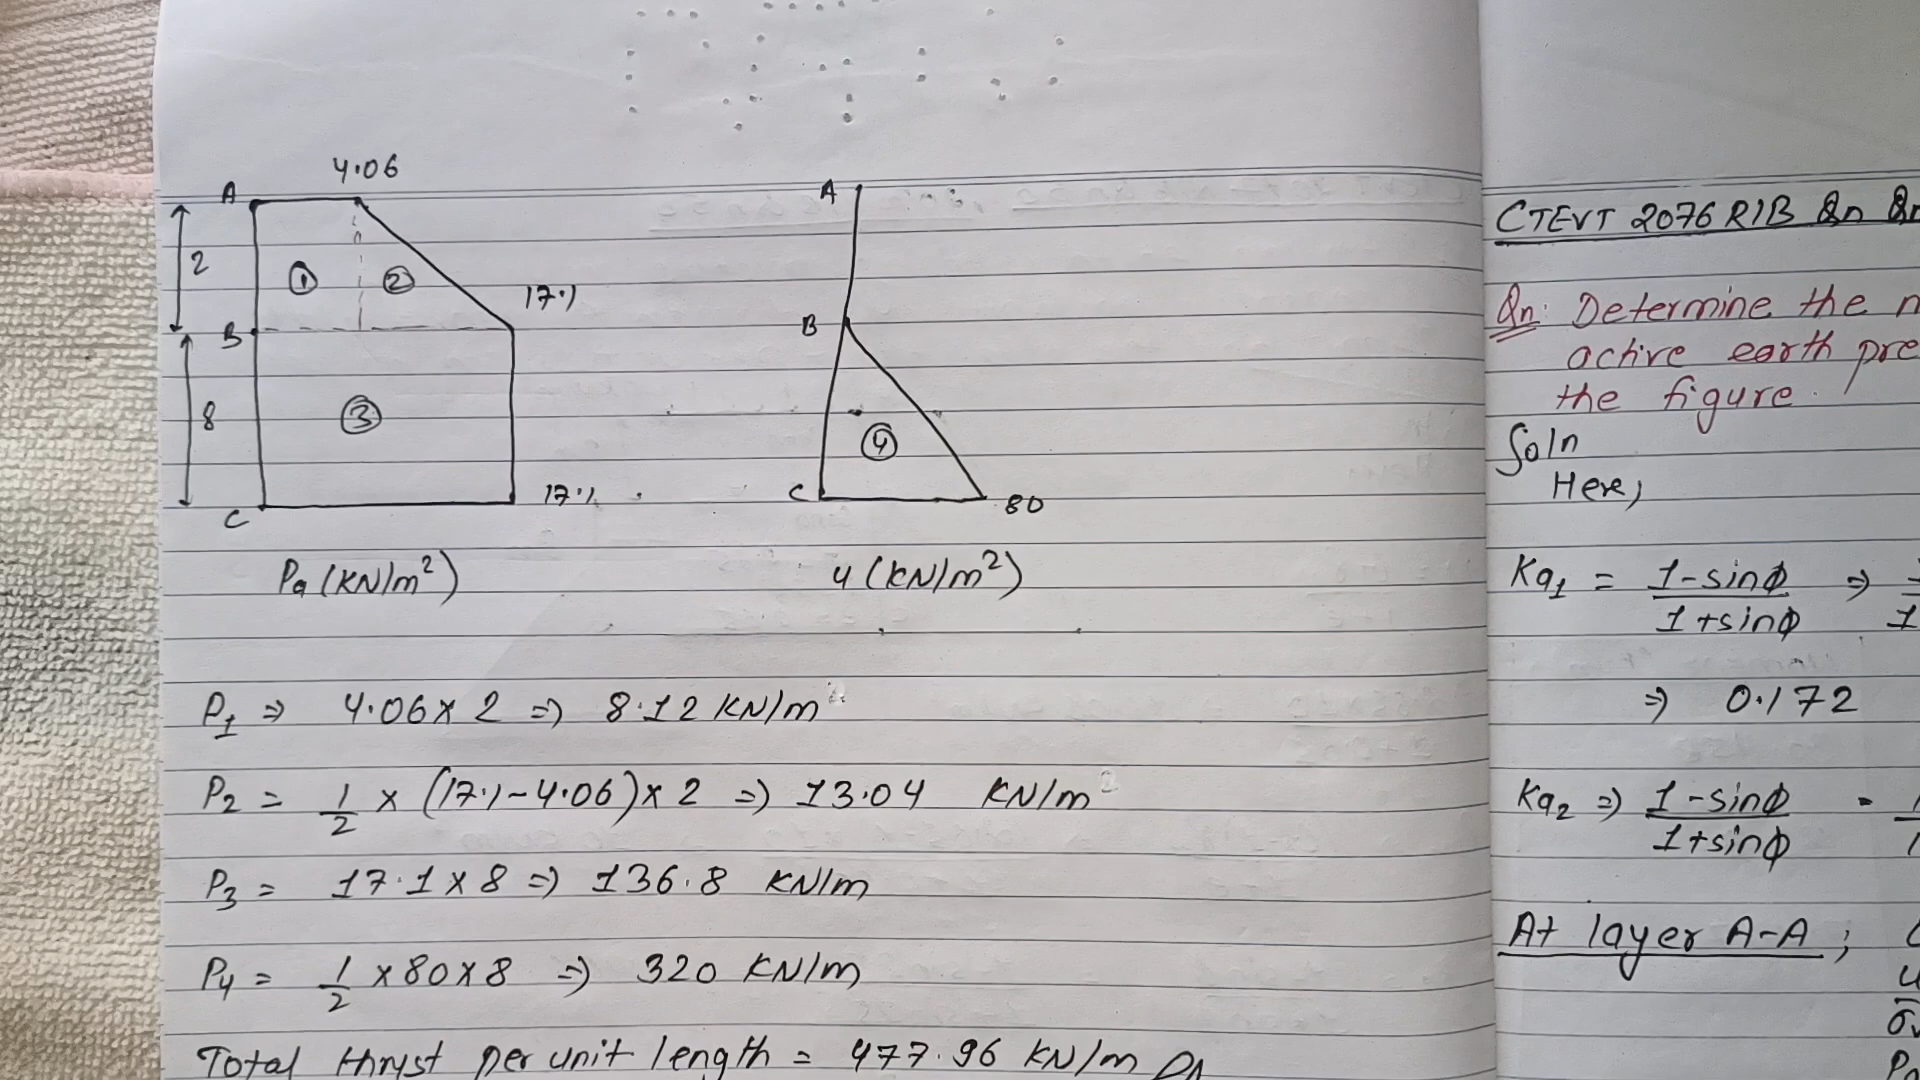 4.06
A
2
① ②
17.1
B
8
③
17.1
C
Pa (KN/m²)
A
B
④
C
80
u (KN/m²)
P1 ⇒ 4.06 x 2 ⇒ 8.12 KN/m
P2 = 1/2 x (17.1-4.06) x 2 ⇒ 13.04 KN/m
P3 = 17.1 x 8 ⇒ 136.8 KN/m
P4 = 1/2 x 80 x 8 ⇒ 320 KN/m
Total thrust per unit length = 477.96 KN/m
CTEVT 2076 R/B Qn
Qn: Determine the
active earth
the figure.
Soln
Here,
Ka1 = 1-sinφ / 1+sinφ ⇒
⇒ 0.172
Ka2 ⇒ 1-sinφ / 1+sinφ =
At layer A-A ;